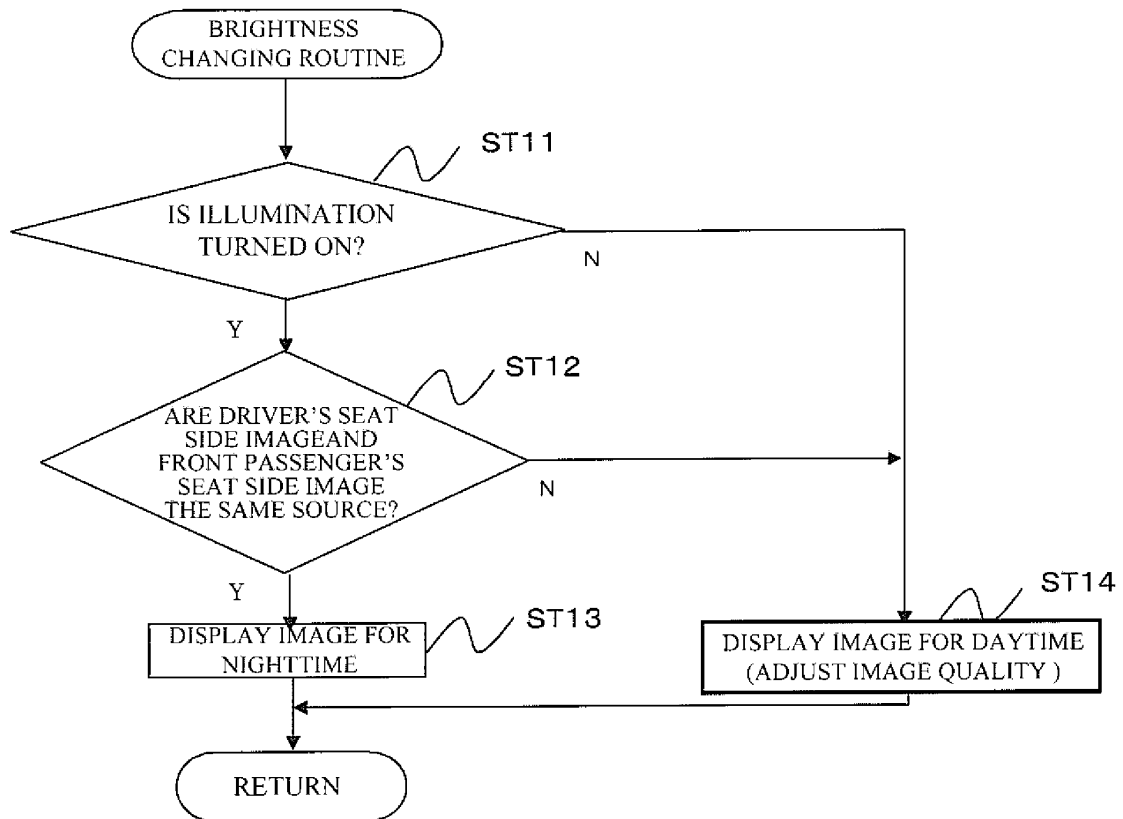 BRIGHTNESS
CHANGING ROUTINE
ST11
IS ILLUMINATION
TURNED ON?
N
Y
ST12
ARE DRIVER'S SEAT
SIDE IMAGEAND
FRONT PASSENGER'S
SEAT SIDE IMAGE
THE SAME SOURCE?
N
Y
ST13
DISPLAY IMAGE FOR
NIGHTTIME
ST14
DISPLAY IMAGE FOR DAYTIME
(ADJUST IMAGE QUALITY )
RETURN